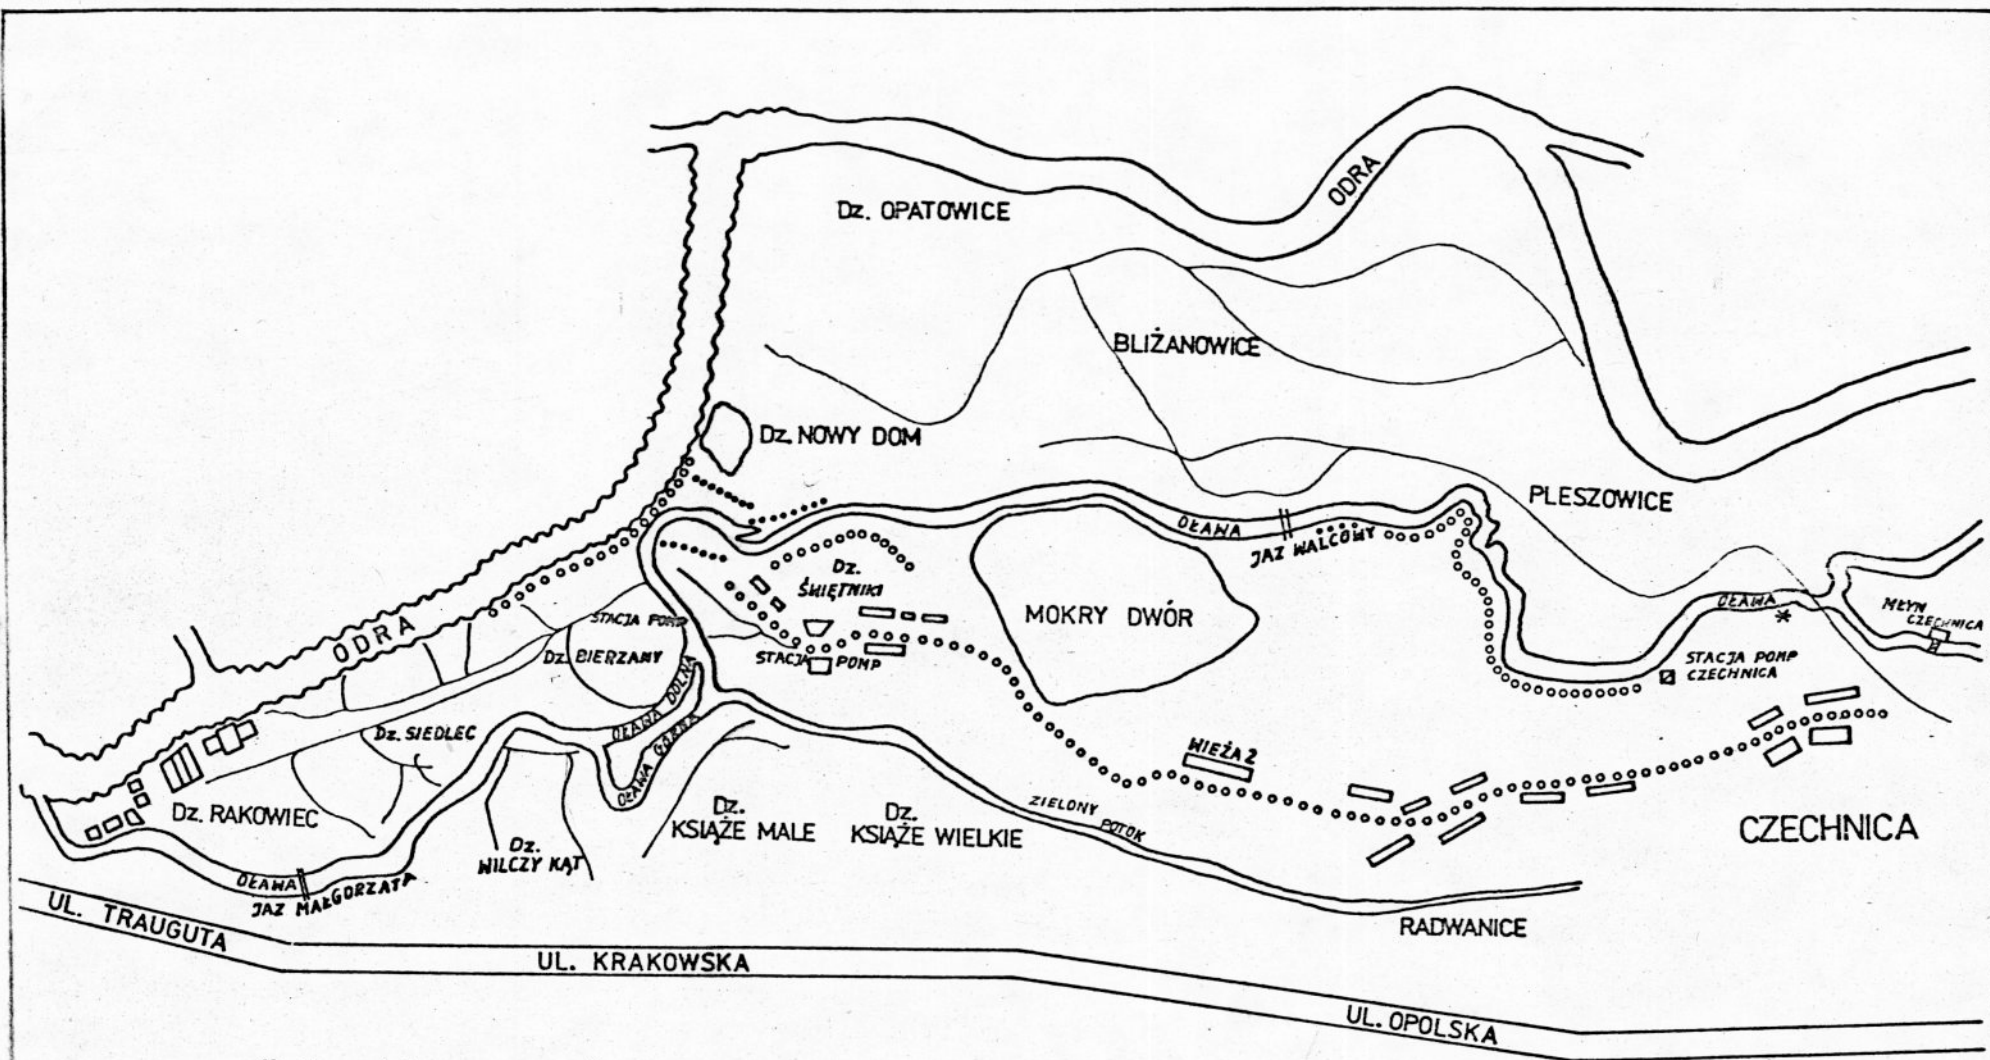 ODRA
Dz. OPATOWICE
BLIŻANOWICE
Dz. NOWY DOM
PLESZOWICE
OŁAWA
JAZ WALCOWY
Dz.
ŚWIĘTNIKI
MOKRY DWÓR
OŁAWA
MŁYN
CZECHNICA
STACJA POMP
CZECHNICA
STACJA POMP
Dz. BIERZANY
STACJA POMP
ODRA
OŁAWA DOLNA
OŁAWA GÓRNA
Dz. SIEDLEC
WIEŻA 2
Dz. RAKOWIEC
Dz.
WILCZY KĄT
Dz.
KSIĄŻE MAŁE
Dz.
KSIĄŻE WIELKIE
ZIELONY
POTOK
CZECHNICA
OŁAWA
JAZ MAŁGORZATA
RADWANICE
UL. TRAUGUTA
UL. KRAKOWSKA
UL. OPOLSKA